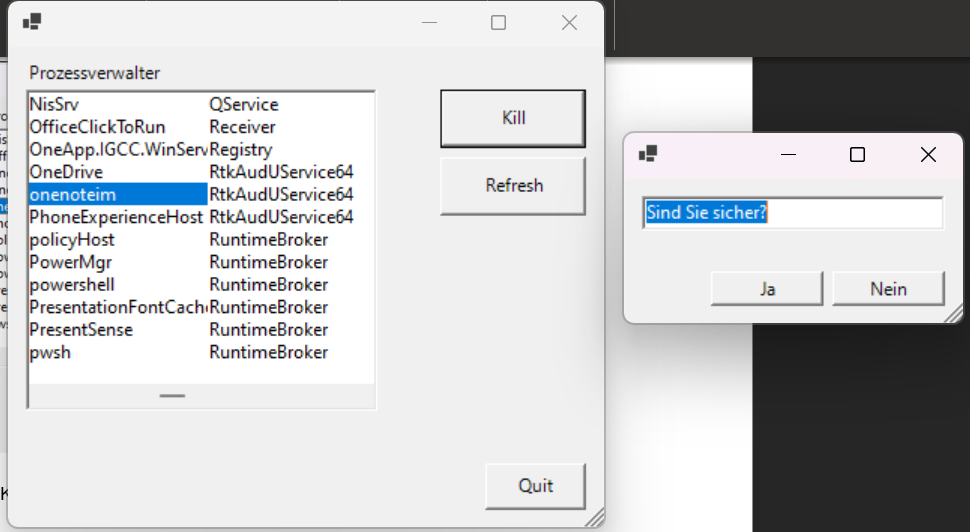 Prozessverwalter
NisSrv QService
OfficeClickToRun Receiver
OneApp.IGCC.WinServ Registry
OneDrive RtkAudUService64
onenoteim RtkAudUService64
PhoneExperienceHost RtkAudUService64
policyHost RuntimeBroker
PowerMgr RuntimeBroker
powershell RuntimeBroker
PresentationFontCach RuntimeBroker
PresentSense RuntimeBroker
pwsh RuntimeBroker
Kill
Refresh
Quit
Sind Sie sicher?
Ja Nein